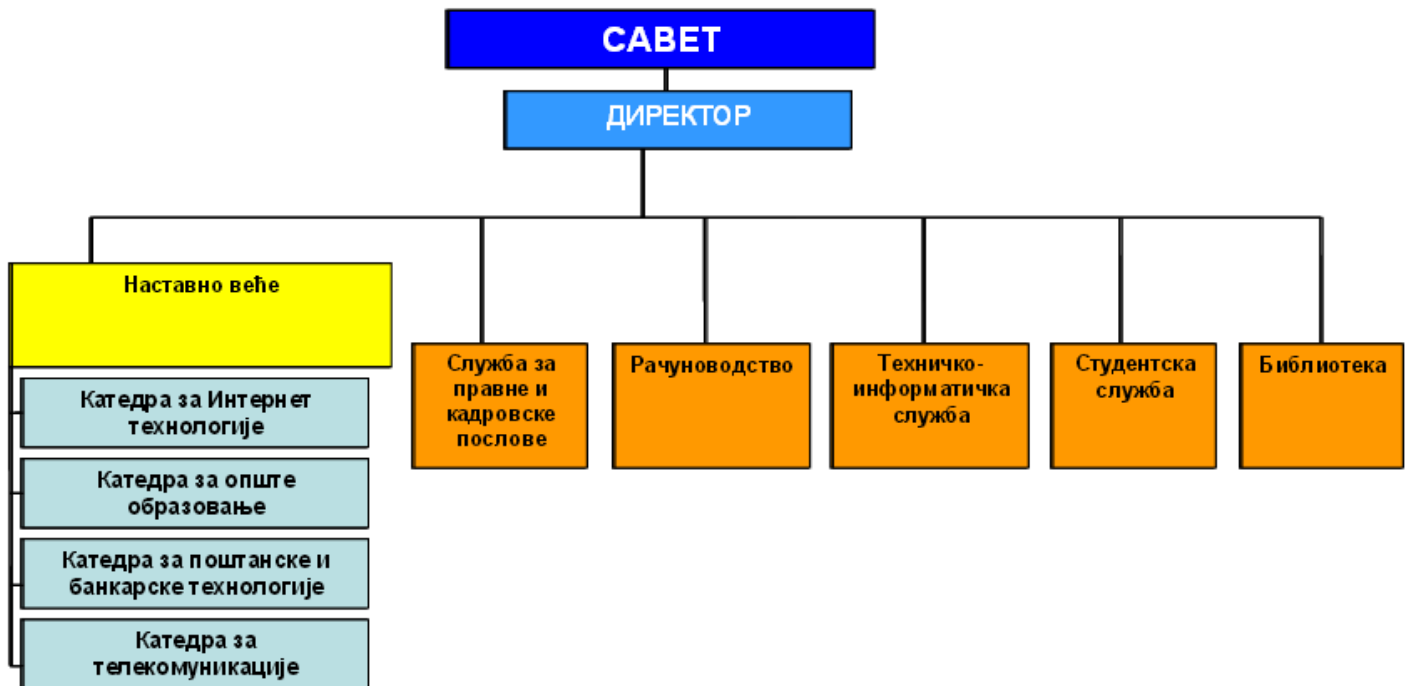 САВЕТ
ДИРЕКТОР
Наставно веће
Катедра за Интернет
технологије
Катедра за опште
образовање
Катедра за поштанске и
банкарске технологије
Катедра за
телекомуникације
Служба за
правне и
кадровске
послове
Рачуноводство
Техничко-
информатичка
служба
Студентска
служба
Библиотека